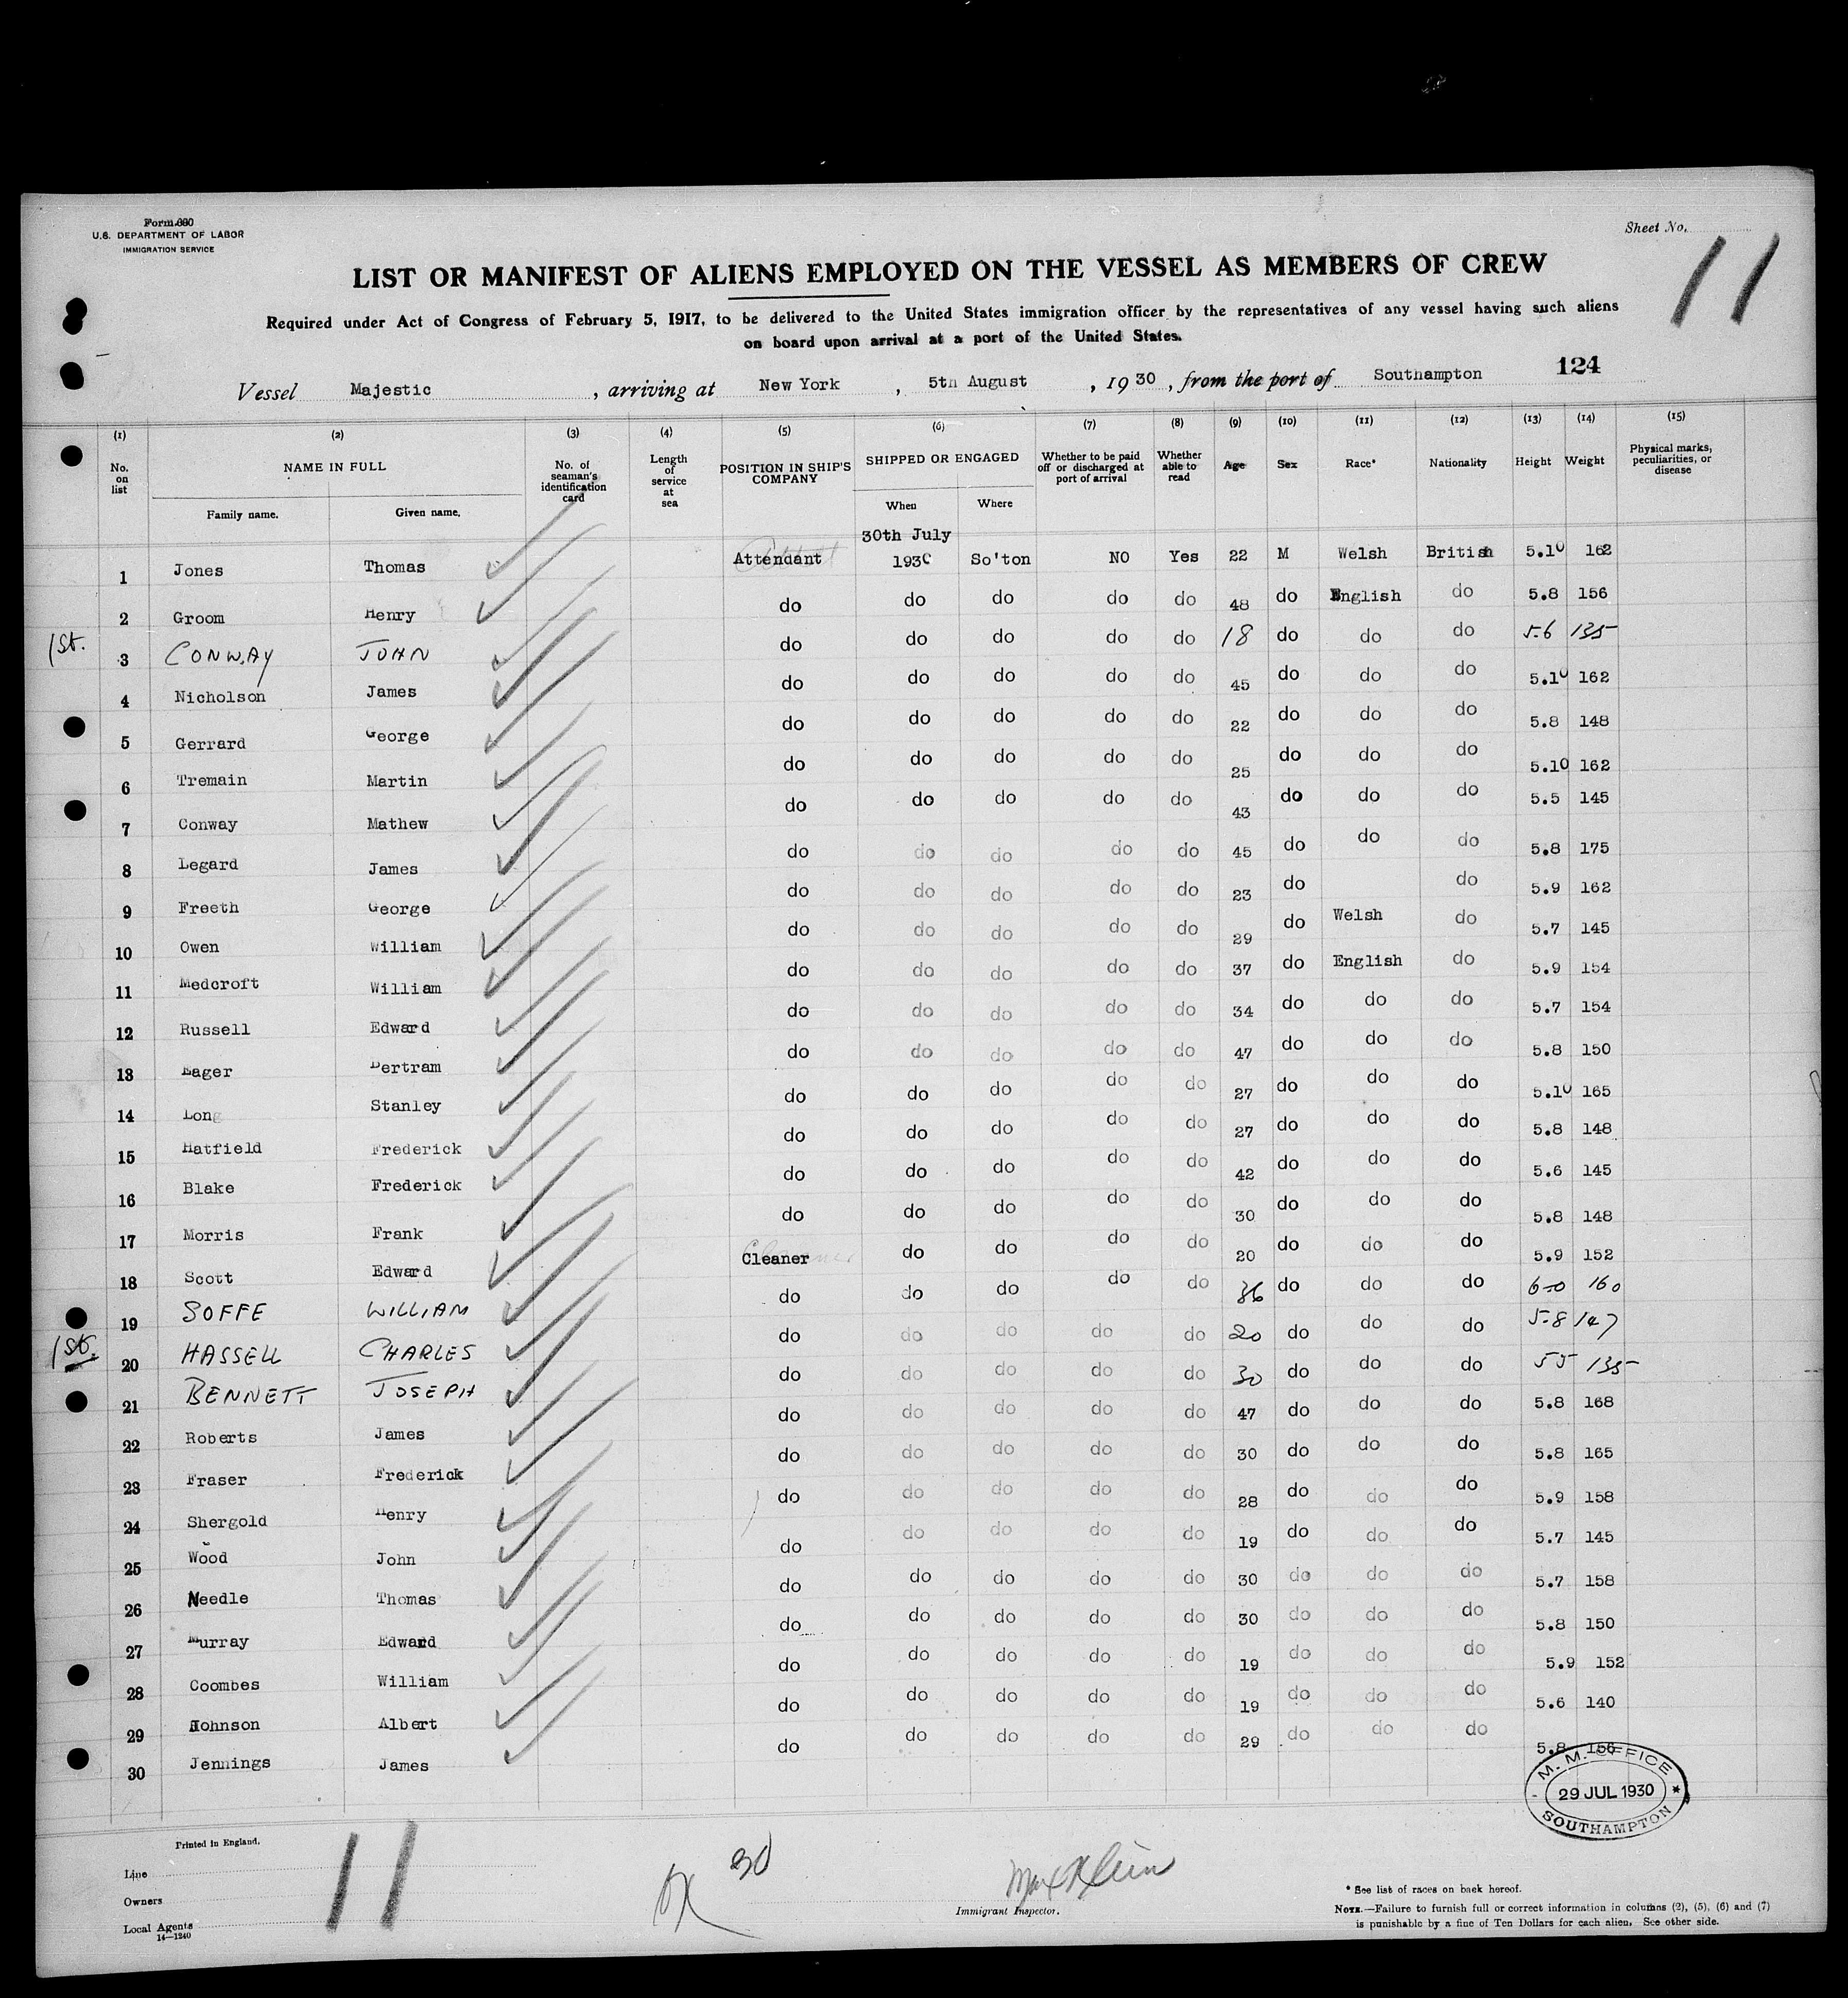 Form 680
U.S. DEPARTMENT OF LABOR
IMMIGRATION SERVICE
Sheet No. 11
LIST OR MANIFEST OF ALIENS EMPLOYED ON THE VESSEL AS MEMBERS OF CREW
Required under Act of Congress of February 5, 1917, to be delivered to the United States immigration officer by the representatives of any vessel having such aliens
on board upon arrival at a port of the United States.
124
Vessel Majestic, arriving at New York, 5th August, 1930, from the port of Southampton
(1) (2) (3) (4) (5) (6) (7) (8) (9) (10) (11) (12) (13) (14) (15)
No. on list NAME IN FULL No. of seaman's identification card Length of service at sea POSITION IN SHIP'S COMPANY SHIPPED OR ENGAGED Whether to be paid off or discharged at port of arrival Whether able to read Age Sex Race* Nationality Height Weight Physical marks, peculiarities, or disease
Family name. Given name. When Where
30th July
1 Jones Thomas Attendant 1930 So'ton NO Yes 22 M Welsh British 5.10 162
2 Groom Henry do do do do do 48 do English do 5.8 156
1st. 3 CONWAY JOHN do do do do do 18 do do do 5-6 135
4 Nicholson James do do do do do 45 do do do 5.10 162
5 Gerrard George do do do do do 22 do do do 5.8 148
6 Tremain Martin do do do do do 25 do do do 5.10 162
7 Conway Mathew do do do do do 43 do do do 5.5 145
8 Legard James do do do do do 45 do do do 5.8 175
9 Freeth George do do do do do 23 do do 5.9 162
10 Owen William do do do do do 29 do Welsh do 5.7 145
11 Medcroft William do do do do do 37 do English do 5.9 154
12 Russell Edward do do do do do 34 do do do 5.7 154
13 Eager Bertram do do do do do 47 do do do 5.8 150
14 Long Stanley do do do do do 27 do do do 5.10 165
15 Hatfield Frederick do do do do do 27 do do do 5.8 148
16 Blake Frederick do do do do do 42 do do do 5.6 145
17 Morris Frank do do do do do 30 do do do 5.8 148
18 Scott Edward Cleaner do do do do 20 do do do 5.9 152
19 SOFFE WILLIAM do do do do do 36 do do do 6-0 160
1st. 20 HASSELL CHARLES do do do do do 20 do do do 5-8 147
21 BENNETT JOSEPH do do do do do 30 do do do 5 5 135
22 Roberts James do do do do do 47 do do do 5.8 168
23 Fraser Frederick do do do do do 30 do do do 5.8 165
24 Shergold Henry do do do do do 28 do do do 5.9 158
25 Wood John do do do do do 19 do do do 5.7 145
26 Needle Thomas do do do do do 30 do do do 5.7 158
27 Murray Edward do do do do do 30 do do do 5.8 150
28 Coombes William do do do do do 19 do do do 5.9 152
29 Johnson Albert do do do do do 19 do do do 5.6 140
30 Jennings James do do do do do 29 do do do 5.8 156
M. M. OFFICE
29 JUL 1930
SOUTHAMPTON
Printed in England.
Line
Owners
Local Agents
14—1240
11
OK 30
Max Klein
Immigrant Inspector.
* See list of races on back hereof.
NOTE.—Failure to furnish full or correct information in columns (2), (5), (6) and (7)
is punishable by a fine of Ten Dollars for each alien. See other side.